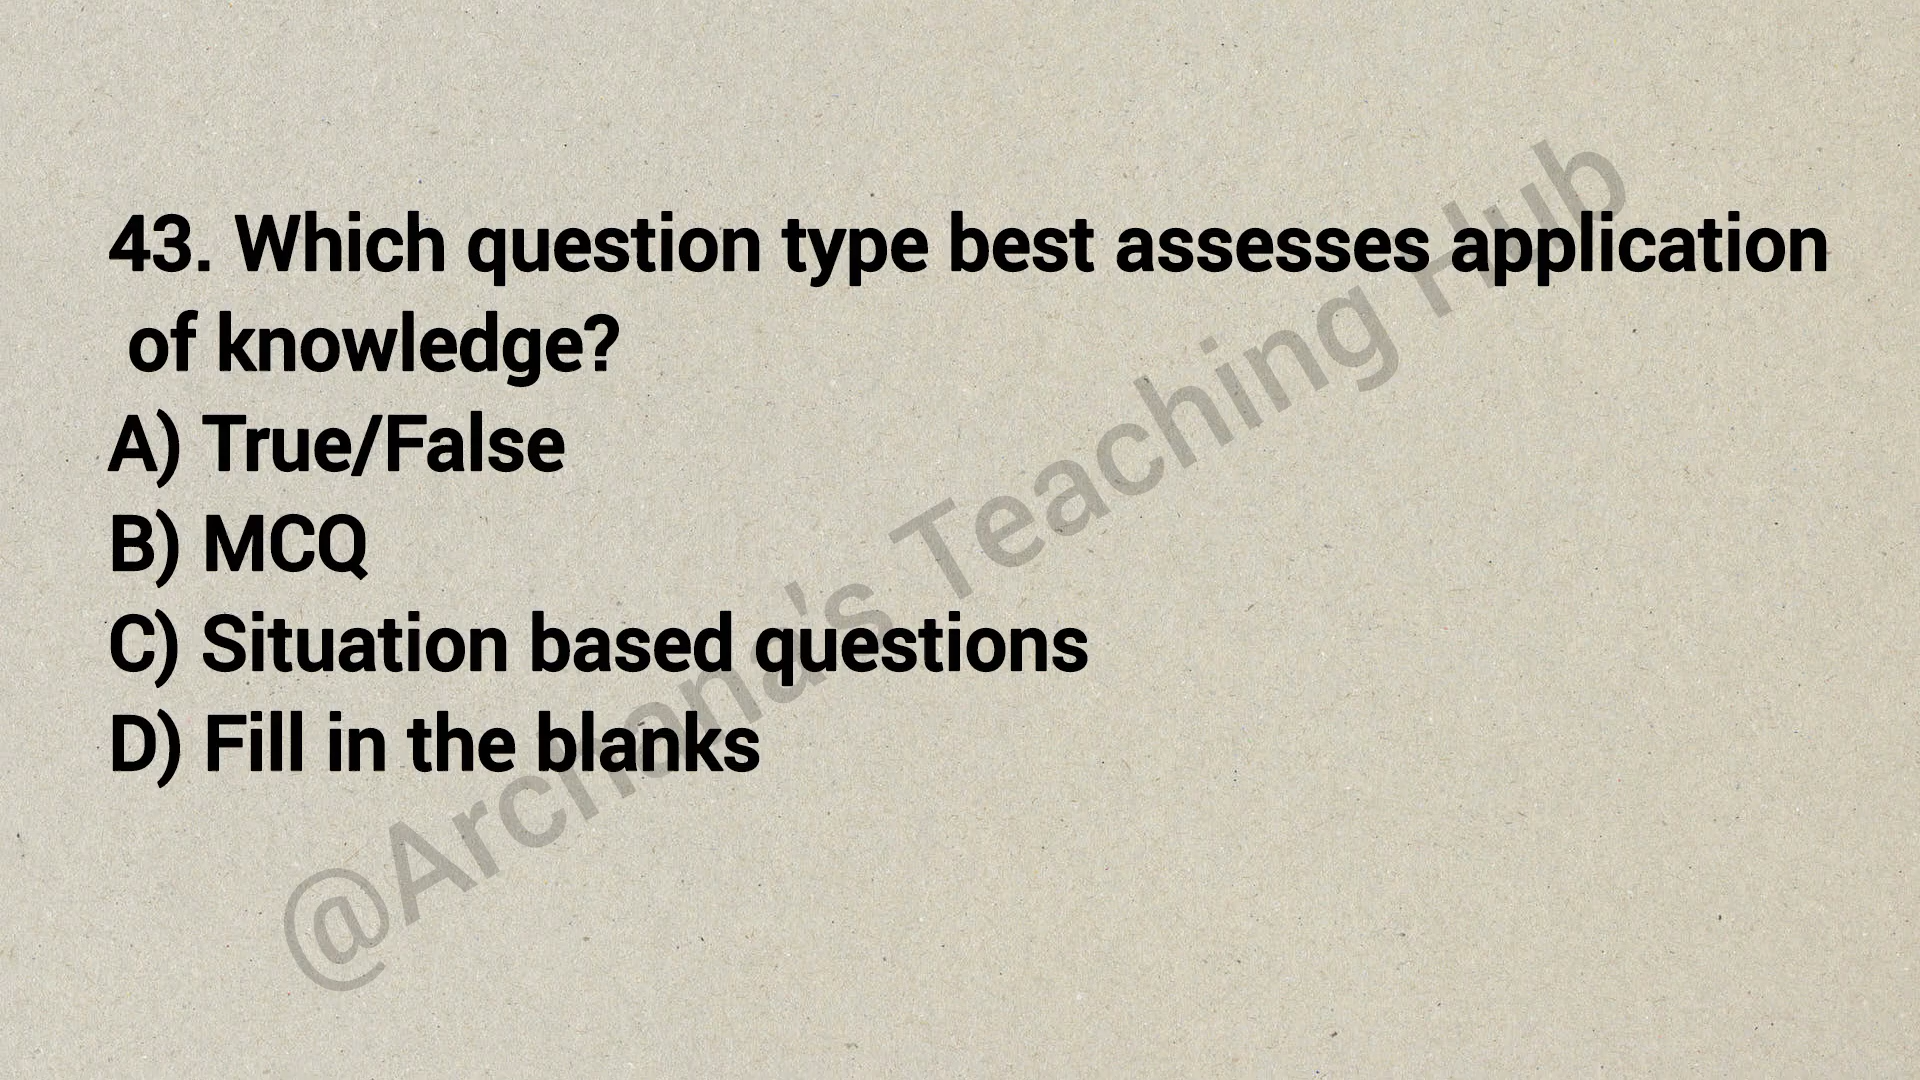 43. Which question type best assesses application
of knowledge?
A) True/False
B) MCQ
C) Situation based questions
D) Fill in the blanks
@Archana's Teaching Hub